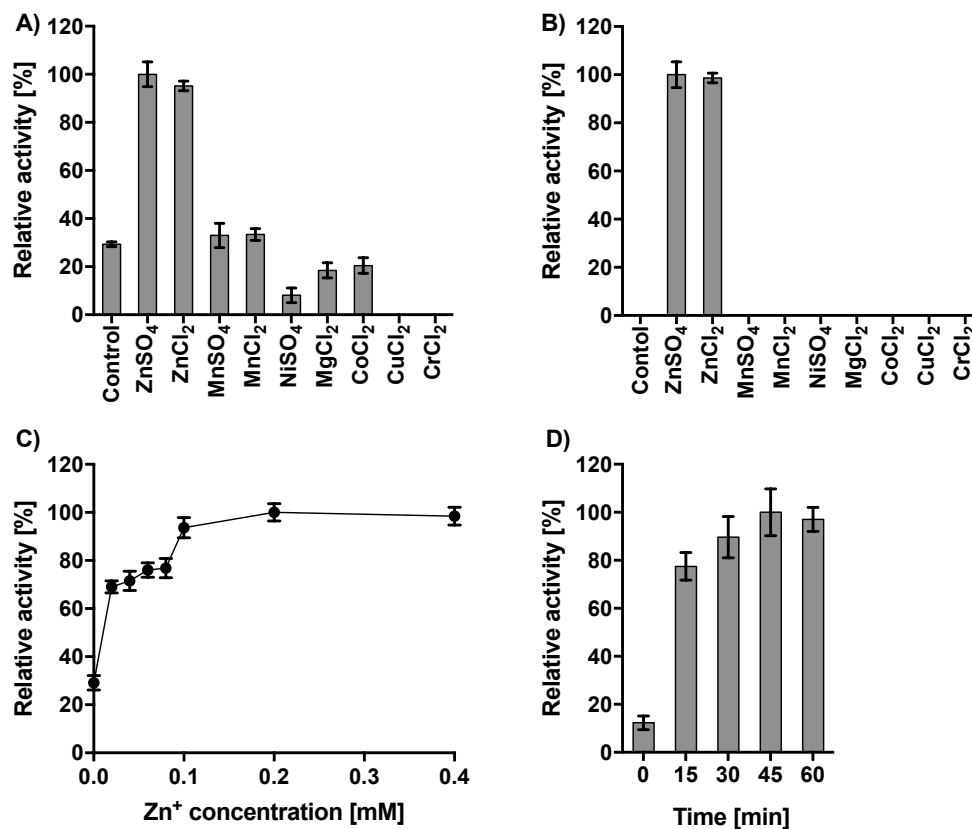 A)
Relative activity [%]
120
100
80
60
40
20
0
Control
ZnSO₄
ZnCl₂
MnSO₄
MnCl₂
NiSO₄
MgCl₂
CoCl₂
CuCl₂
CrCl₂
B)
Relative activity [%]
120
100
80
60
40
20
0
Contol
ZnSO₄
ZnCl₂
MnSO₄
MnCl₂
NiSO₄
MgCl₂
CoCl₂
CuCl₂
CrCl₂
C)
Relative activity [%]
120
100
80
60
40
20
0
0.0 0.1 0.2 0.3 0.4
Zn⁺ concentration [mM]
D)
Relative activity [%]
120
100
80
60
40
20
0
0 15 30 45 60
Time [min]